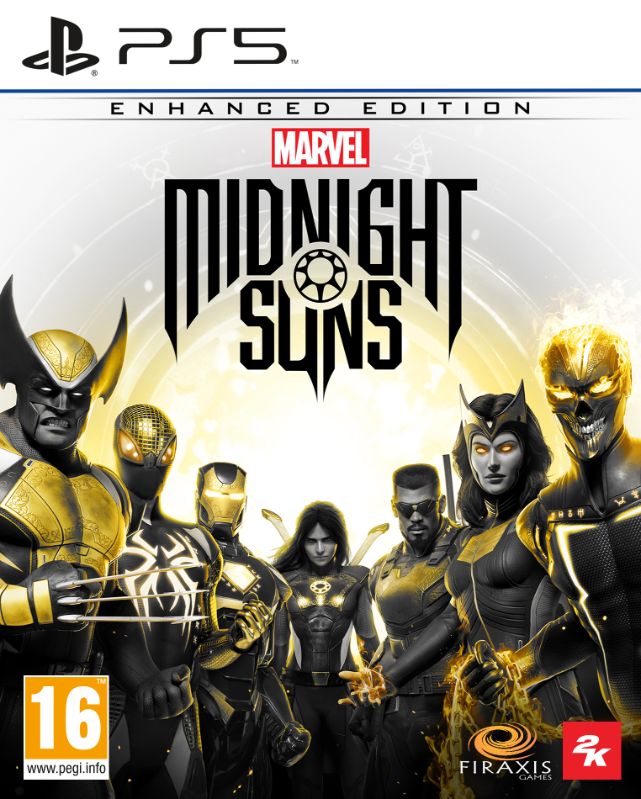 PS5
ENHANCED EDITION
MARVEL
MIDNIGHT
SUNS
16
www.pegi.info
FIRAXIS
GAMES
2K